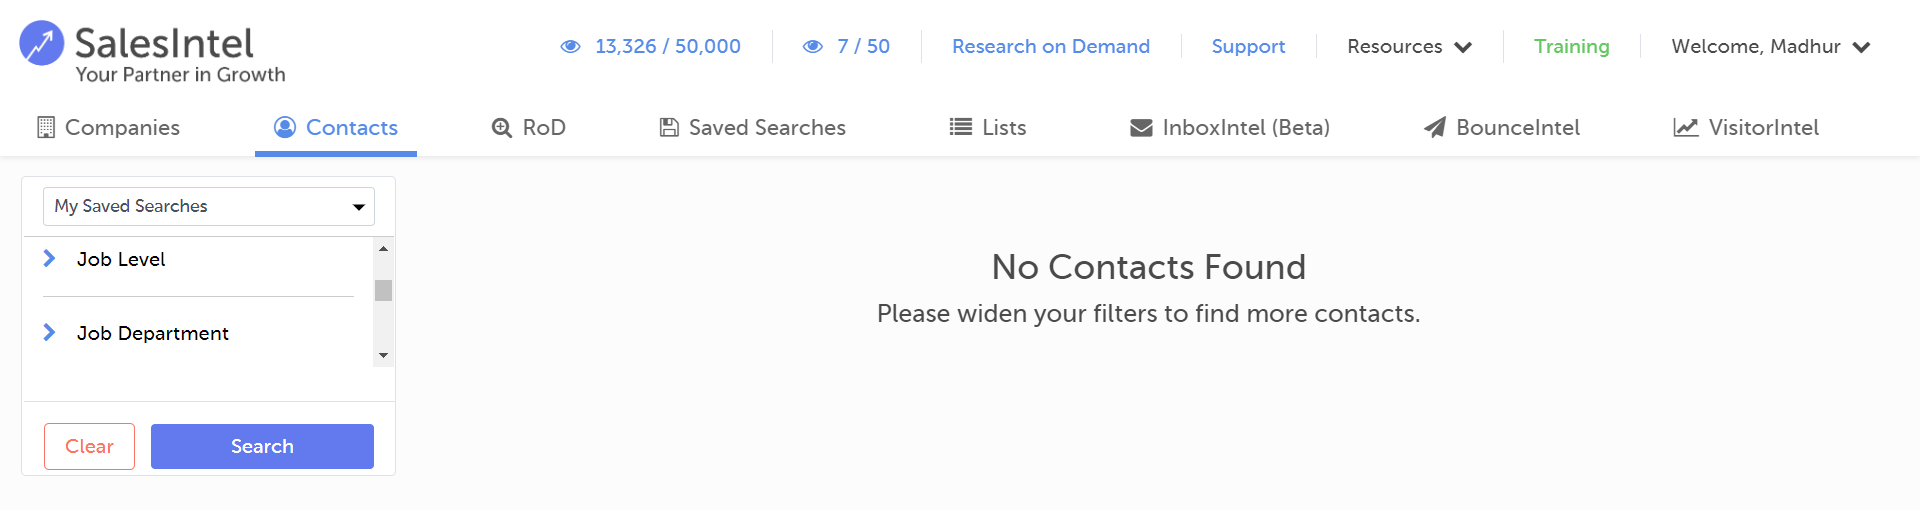 SalesIntel
Your Partner in Growth
13,326 / 50,000
7 / 50
Research on Demand
Support
Resources
Training
Welcome, Madhur
Companies
Contacts
RoD
Saved Searches
Lists
InboxIntel (Beta)
BounceIntel
VisitorIntel
My Saved Searches
Job Level
Job Department
Clear
Search
No Contacts Found
Please widen your filters to find more contacts.